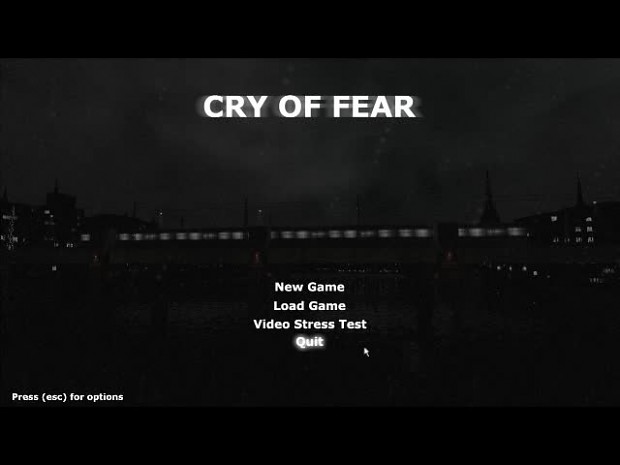 CRY OF FEAR
New Game
Load Game
Video Stress Test
Quit
Press (esc) for options